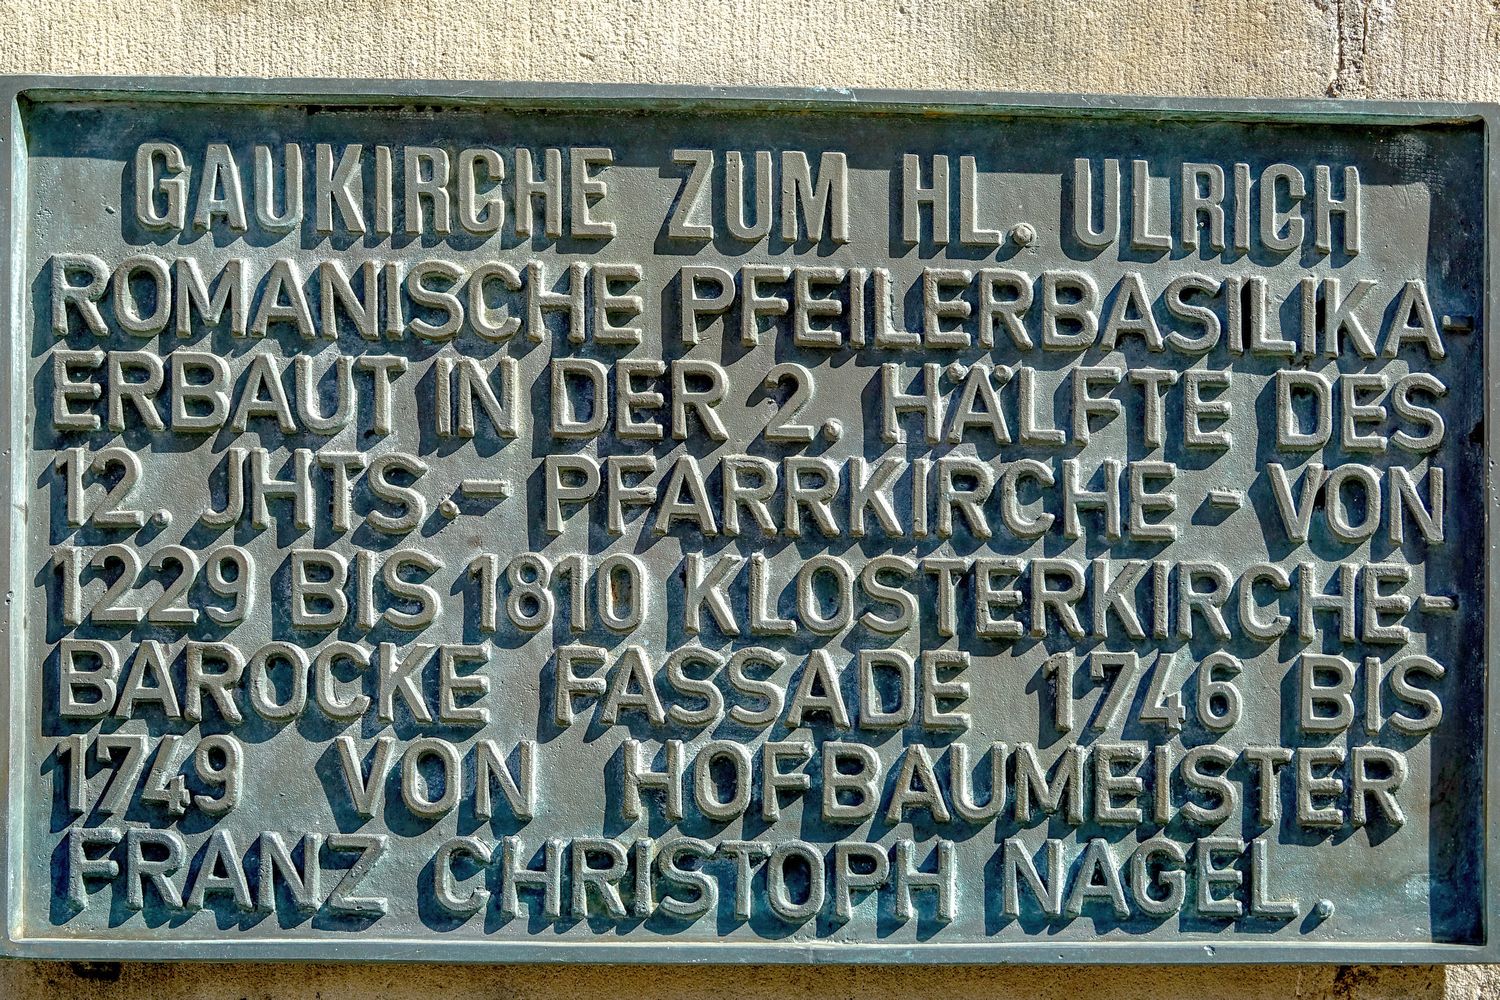 GAUKIRCHE ZUM HL. ULRICH
ROMANISCHE PFEILERBASILIKA-
ERBAUT IN DER 2. HÄLFTE DES
12. JHTS.- PFARRKIRCHE - VON
1229 BIS 1810 KLOSTERKIRCHE-
BAROCKE FASSADE 1746 BIS
1749 VON HOFBAUMEISTER
FRANZ CHRISTOPH NAGEL.